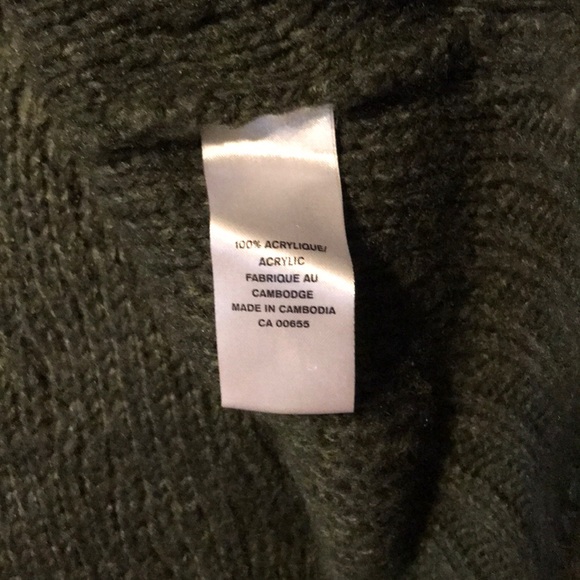 100% ACRYLIQUE/
ACRYLIC
FABRIQUE AU
CAMBODGE
MADE IN CAMBODIA
CA 00655